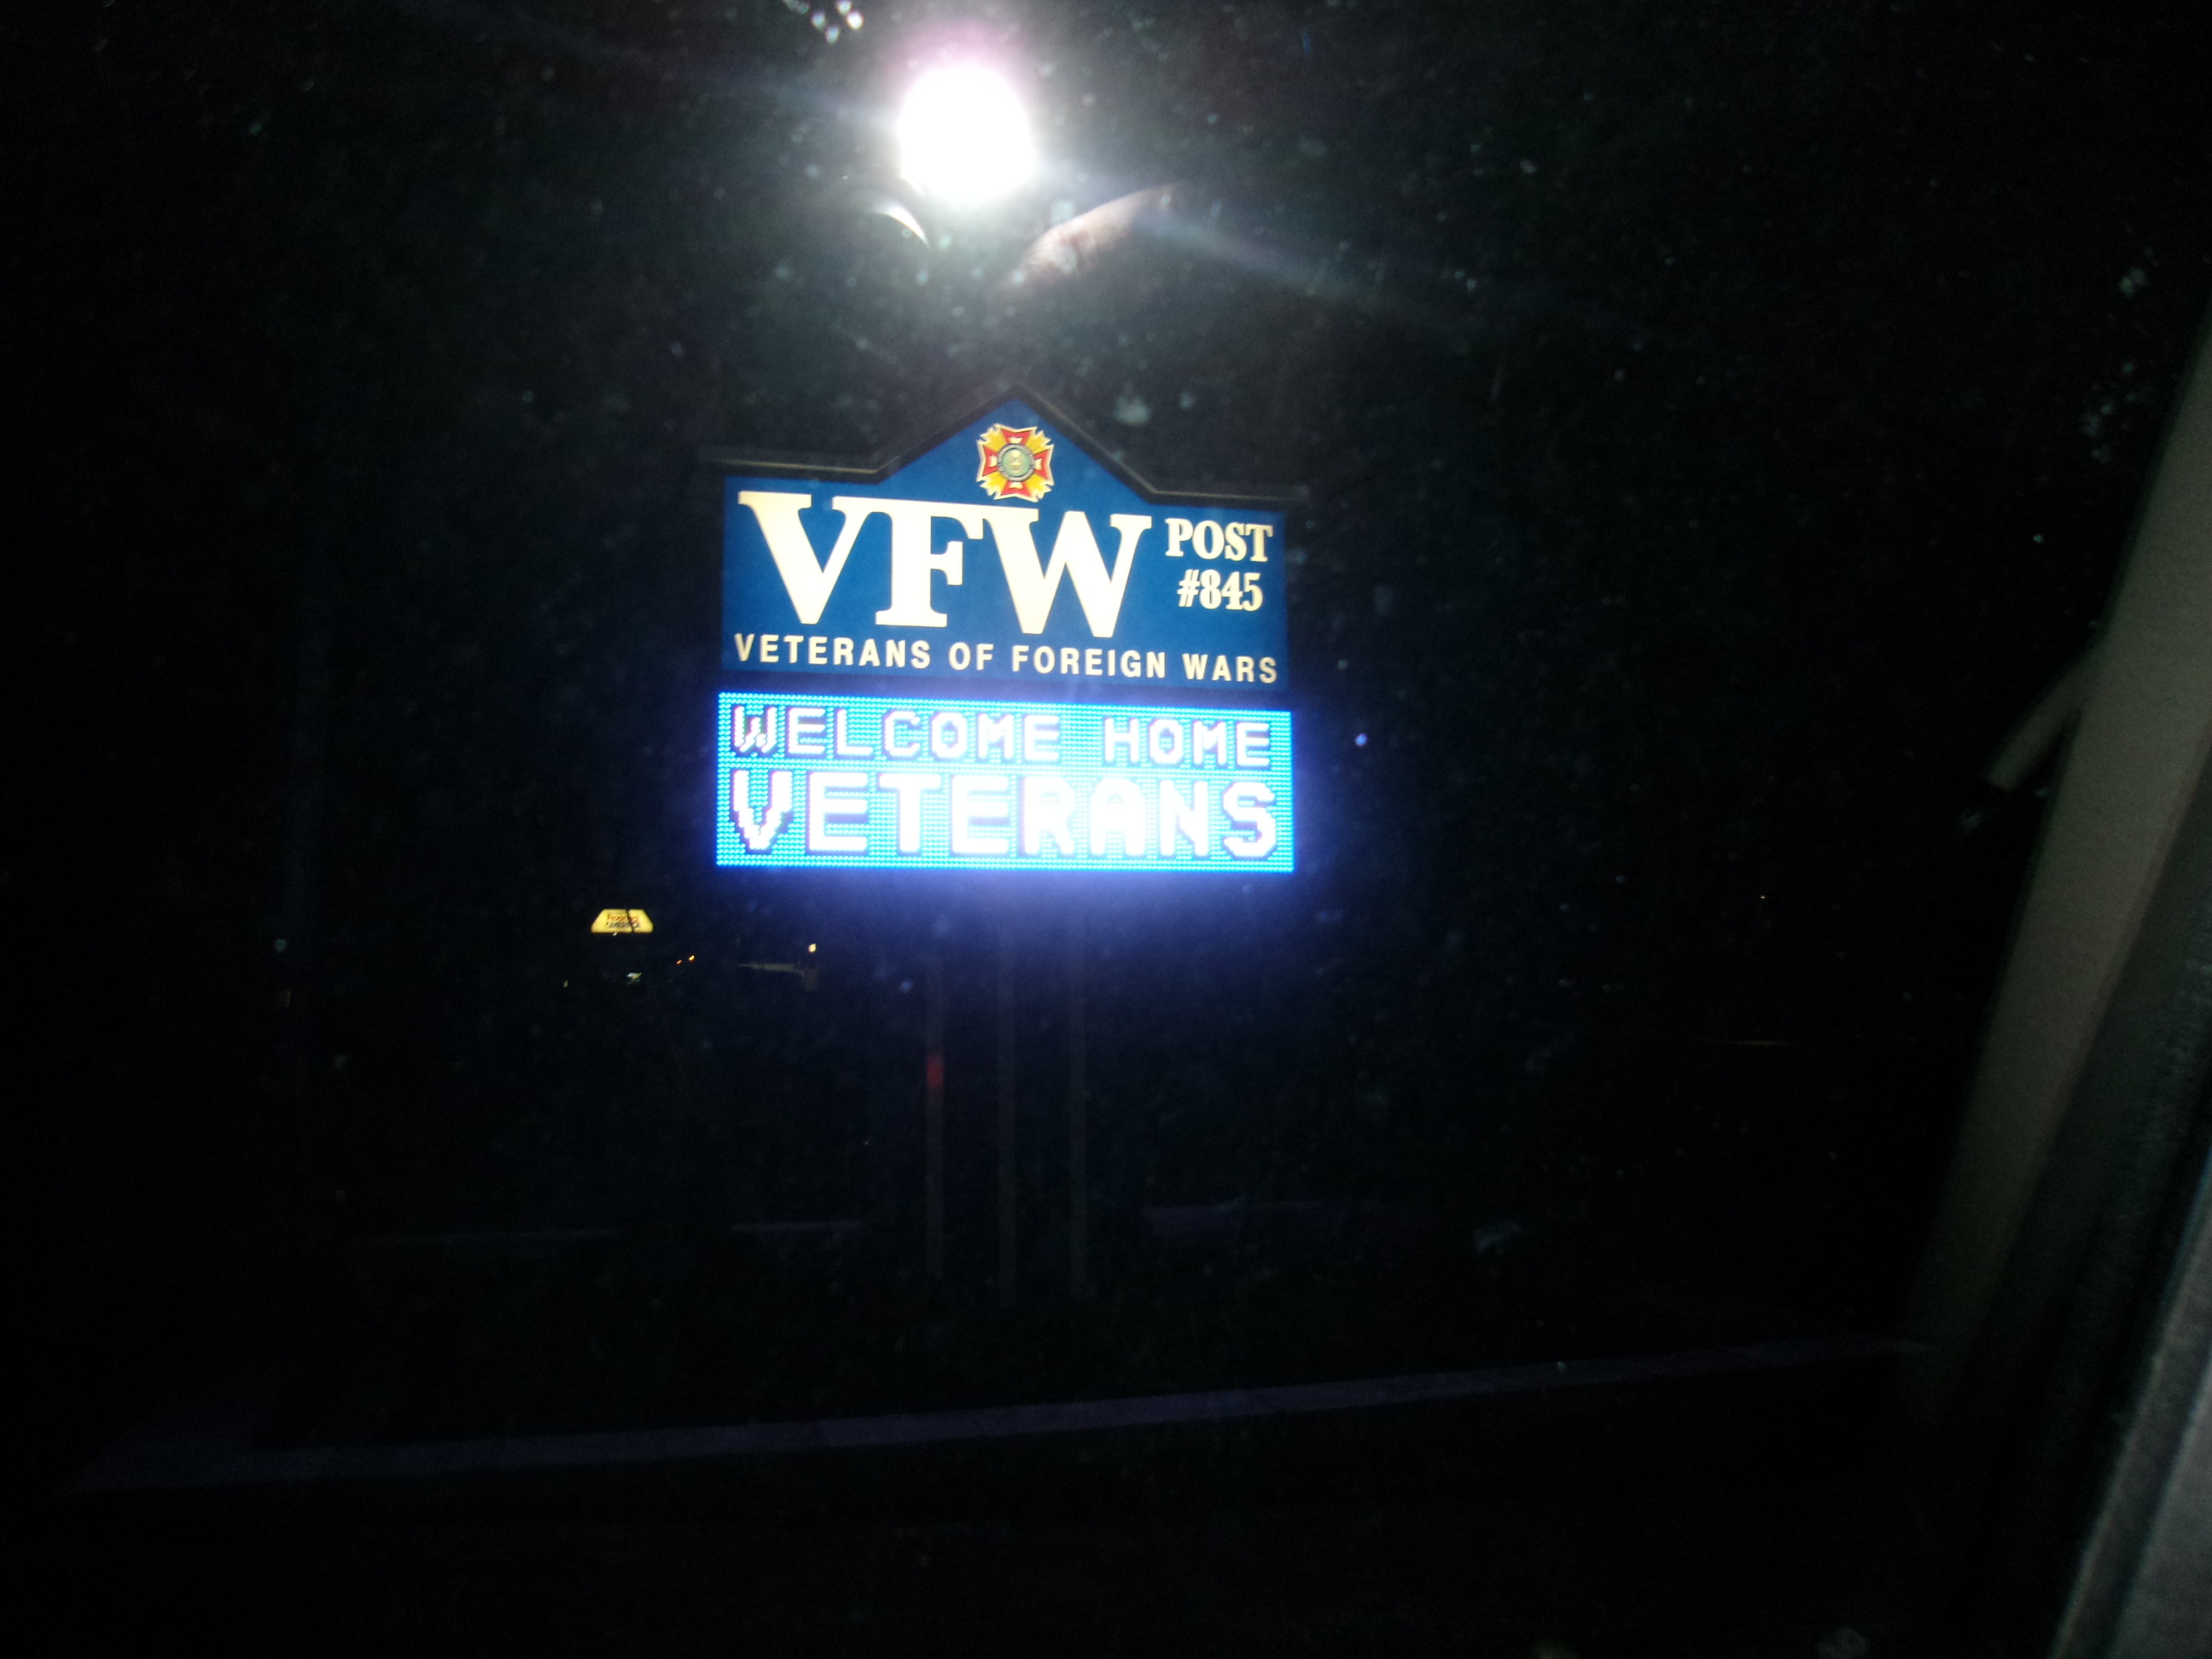 VFW
POST
#845
VETERANS OF FOREIGN WARS
WELCOME HOME
VETERANS